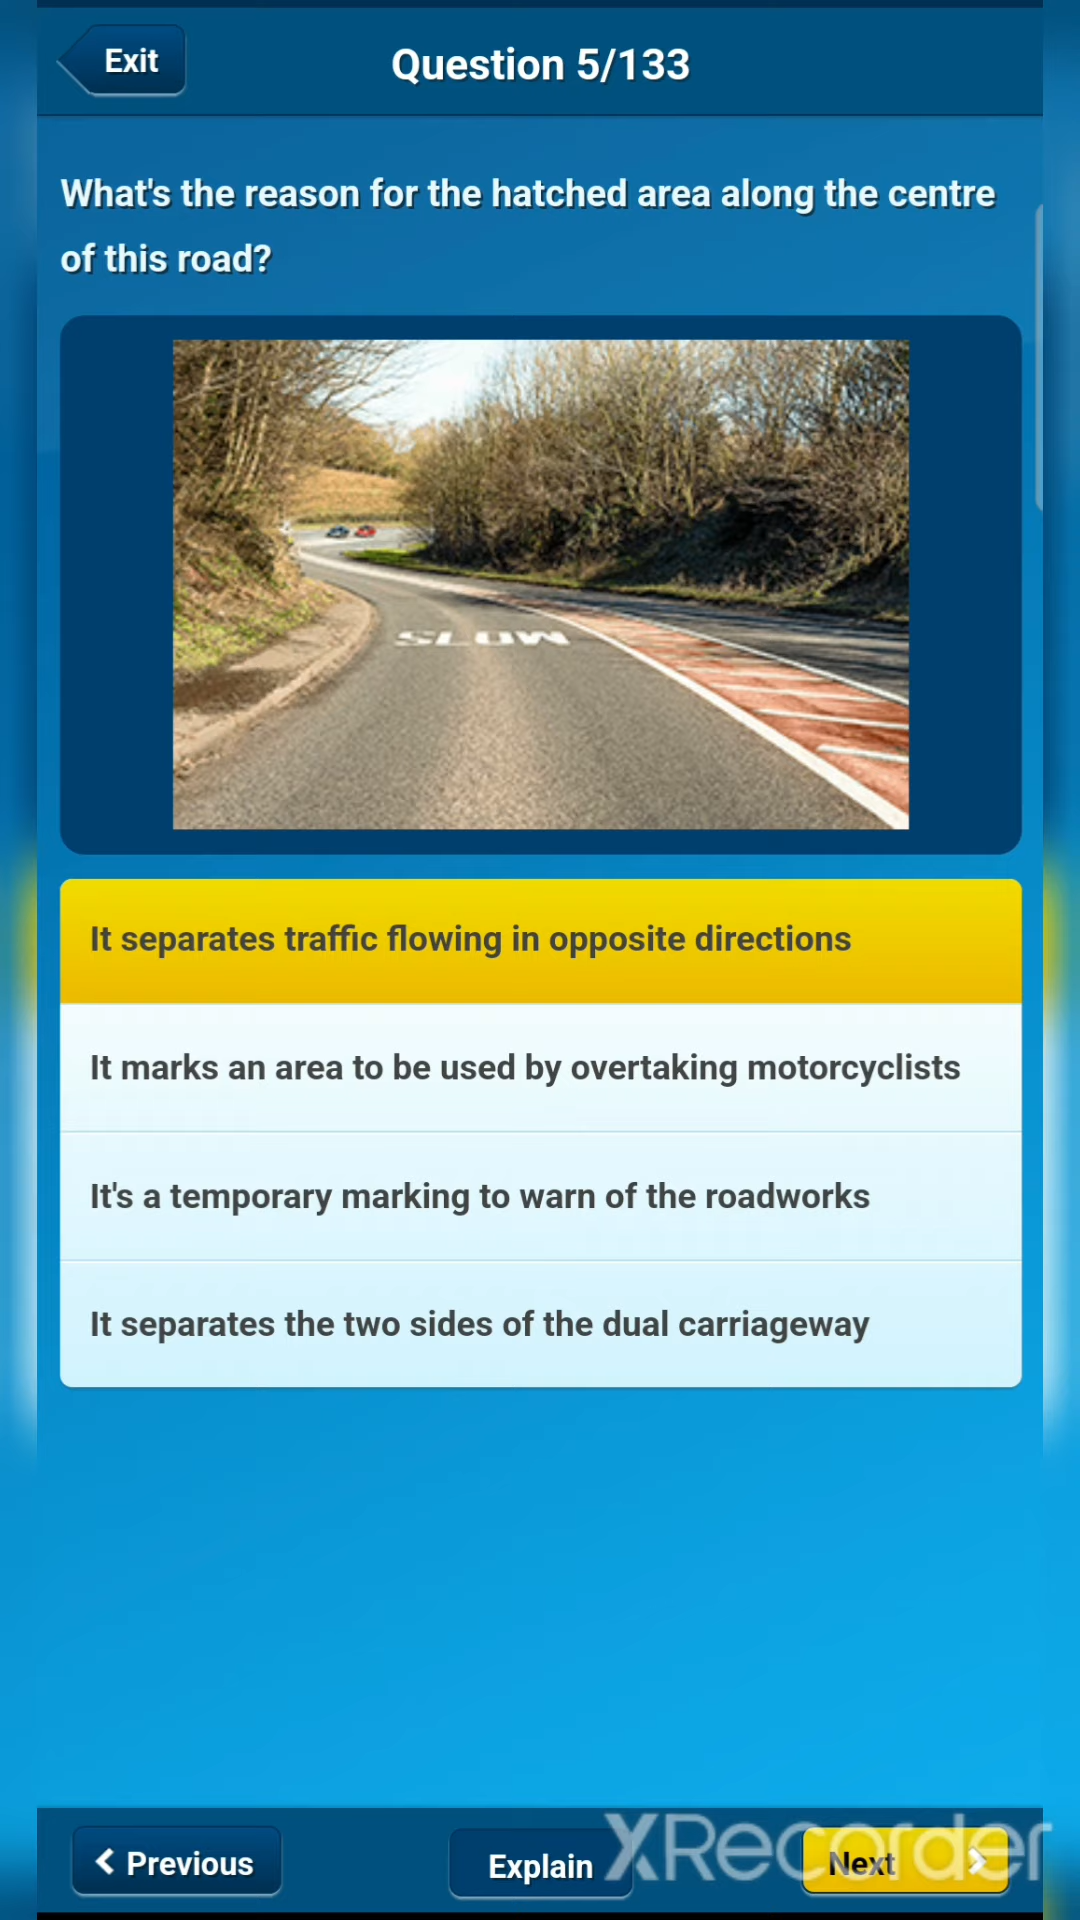 Exit
Question 5/133
What's the reason for the hatched area along the centre
of this road?
SLOW
It separates traffic flowing in opposite directions
It marks an area to be used by overtaking motorcyclists
It's a temporary marking to warn of the roadworks
It separates the two sides of the dual carriageway
Previous
Explain
Next
XRecorder